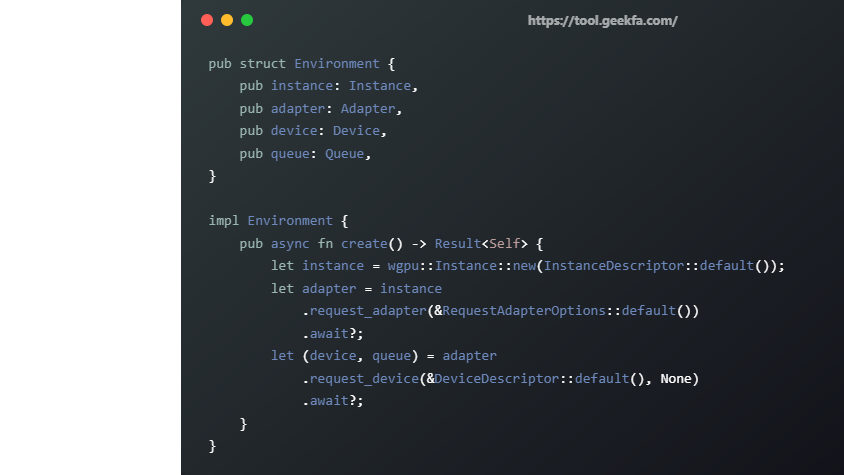 https://tool.geekfa.com/
pub struct Environment {
    pub instance: Instance,
    pub adapter: Adapter,
    pub device: Device,
    pub queue: Queue,
}
impl Environment {
    pub async fn create() -> Result<Self> {
        let instance = wgpu::Instance::new(InstanceDescriptor::default());
        let adapter = instance
            .request_adapter(&RequestAdapterOptions::default())
            .await?;
        let (device, queue) = adapter
            .request_device(&DeviceDescriptor::default(), None)
            .await?;
    }
}